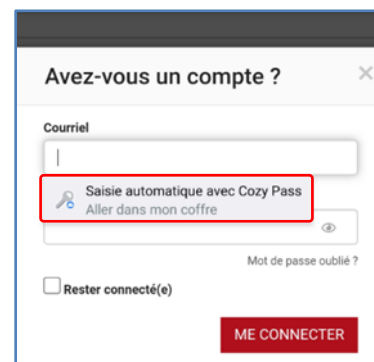 Avez-vous un compte ?
Courriel
Saisie automatique avec Cozy Pass
Aller dans mon coffre
Mot de passe oublié ?
Rester connecté(e)
ME CONNECTER